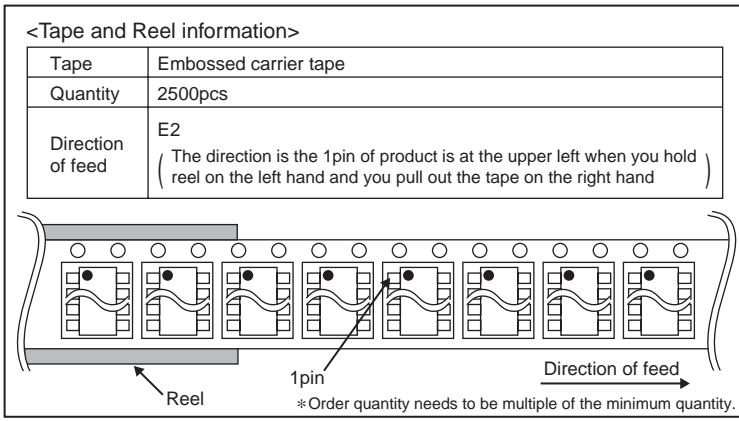 <Tape and Reel information>
Tape
Embossed carrier tape
Quantity
2500pcs
Direction
of feed
E2
( The direction is the 1pin of product is at the upper left when you hold
reel on the left hand and you pull out the tape on the right hand )
1pin
Direction of feed
Reel
*Order quantity needs to be multiple of the minimum quantity.